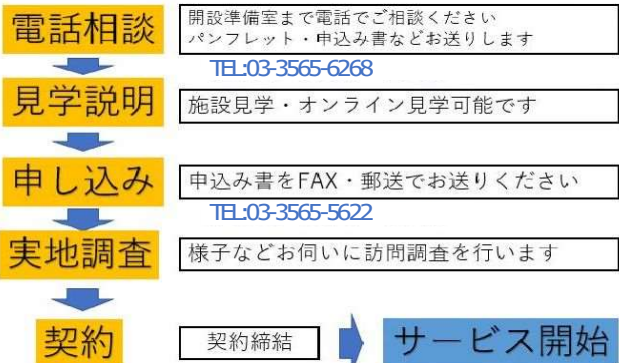 電話相談
開設準備室まで電話でご相談ください
パンフレット・申込み書などお送りします
TEL:03-3565-6268
見学説明
施設見学・オンライン見学可能です
申し込み
申込み書をFAX・郵送でお送りください
TEL:03-3565-5622
実地調査
様子などお伺いに訪問調査を行います
契約
契約締結
サービス開始